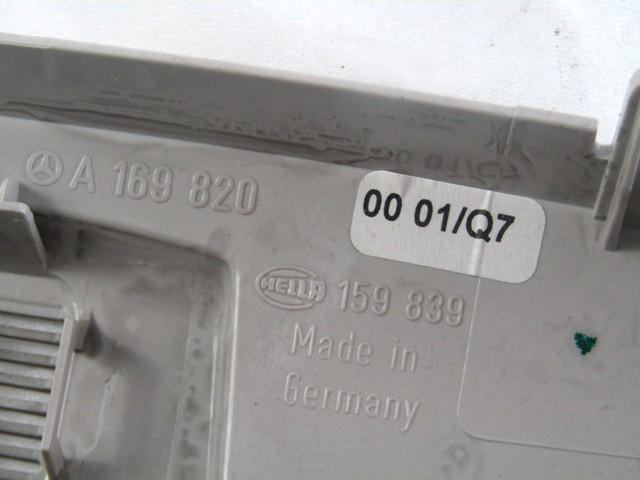 A 169 820 00 01/Q7
HELLA 159 839
Made in
Germany